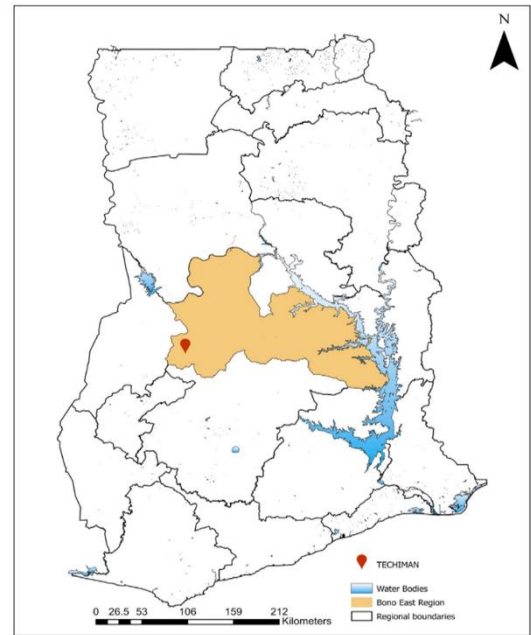 N
TECHIMAN
Water Bodies
Bono East Region
Regional boundaries
0 26.5 53 106 159 212
Kilometers